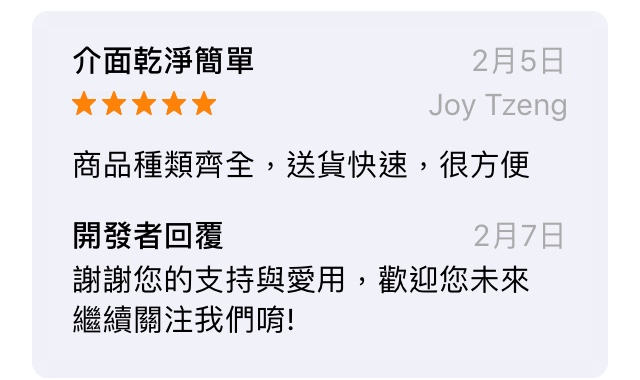 介面乾淨簡單 2月5日
★★★★★ Joy Tzeng
商品種類齊全，送貨快速，很方便
開發者回覆 2月7日
謝謝您的支持與愛用，歡迎您未來
繼續關注我們唷!